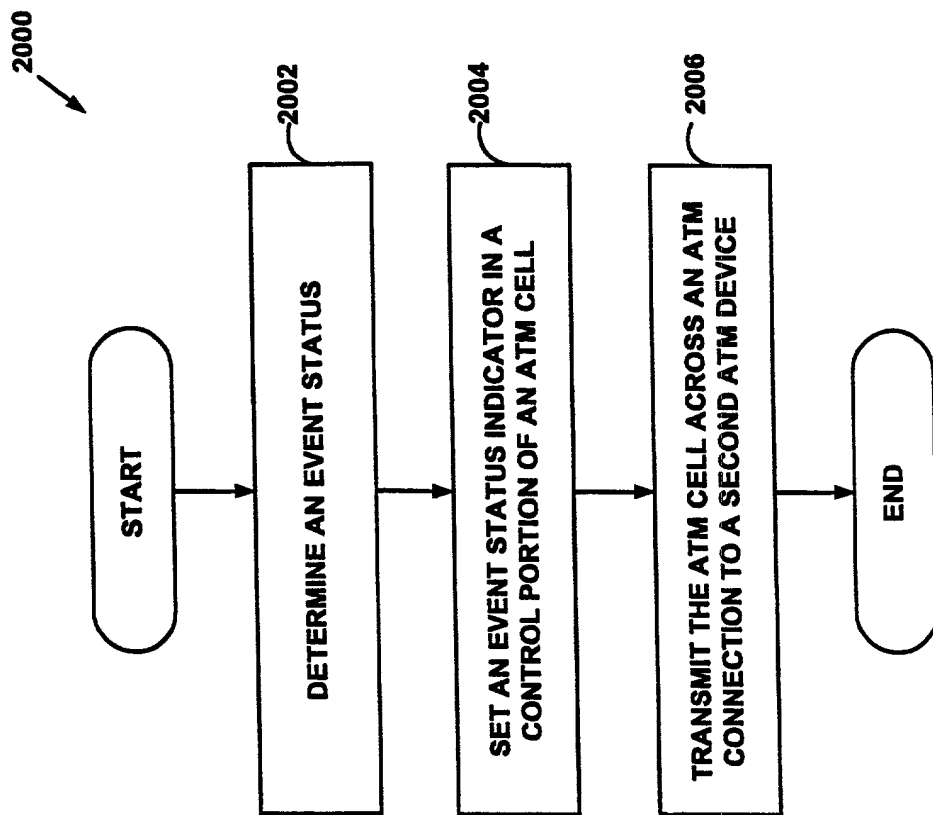 2000
START
DETERMINE AN EVENT STATUS
2002
SET AN EVENT STATUS INDICATOR IN A
CONTROL PORTION OF AN ATM CELL
2004
TRANSMIT THE ATM CELL ACROSS AN ATM
CONNECTION TO A SECOND ATM DEVICE
2006
END